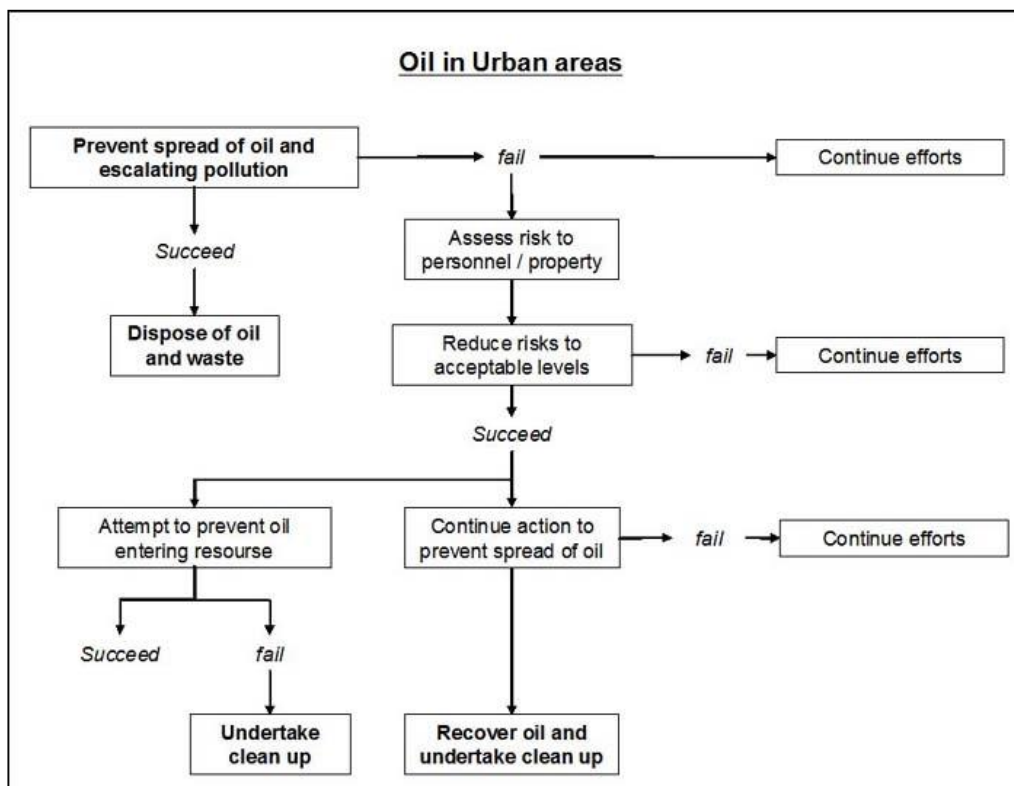 Oil in Urban areas
Prevent spread of oil and
escalating pollution
fail
Continue efforts
Succeed
Assess risk to
personnel / property
Dispose of oil
and waste
Reduce risks to
acceptable levels
fail
Continue efforts
Succeed
Attempt to prevent oil
entering resourse
Continue action to
prevent spread of oil
fail
Continue efforts
Succeed
fail
Undertake
clean up
Recover oil and
undertake clean up